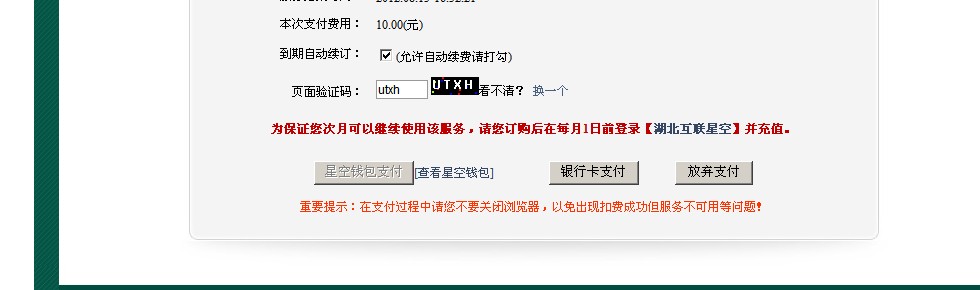 本次支付费用： 10.00(元)
到期自动续订： (允许自动续费请打勾)
页面验证码： utxh UTXH 看不清? 换一个
为保证您次月可以继续使用该服务，请您订购后在每月1日前登录【湖北互联星空】并充值。
星空钱包支付 [查看星空钱包] 银行卡支付 放弃支付
重要提示：在支付过程中请您不要关闭浏览器，以免出现扣费成功但服务不可用等问题!